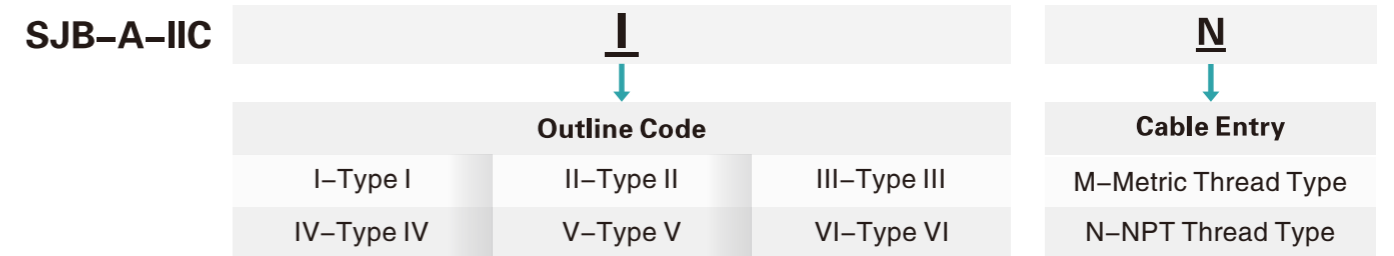 SJB–A–IIC I N
Outline Code Cable Entry
I–Type I II–Type II III–Type III M–Metric Thread Type
IV–Type IV V–Type V VI–Type VI N–NPT Thread Type